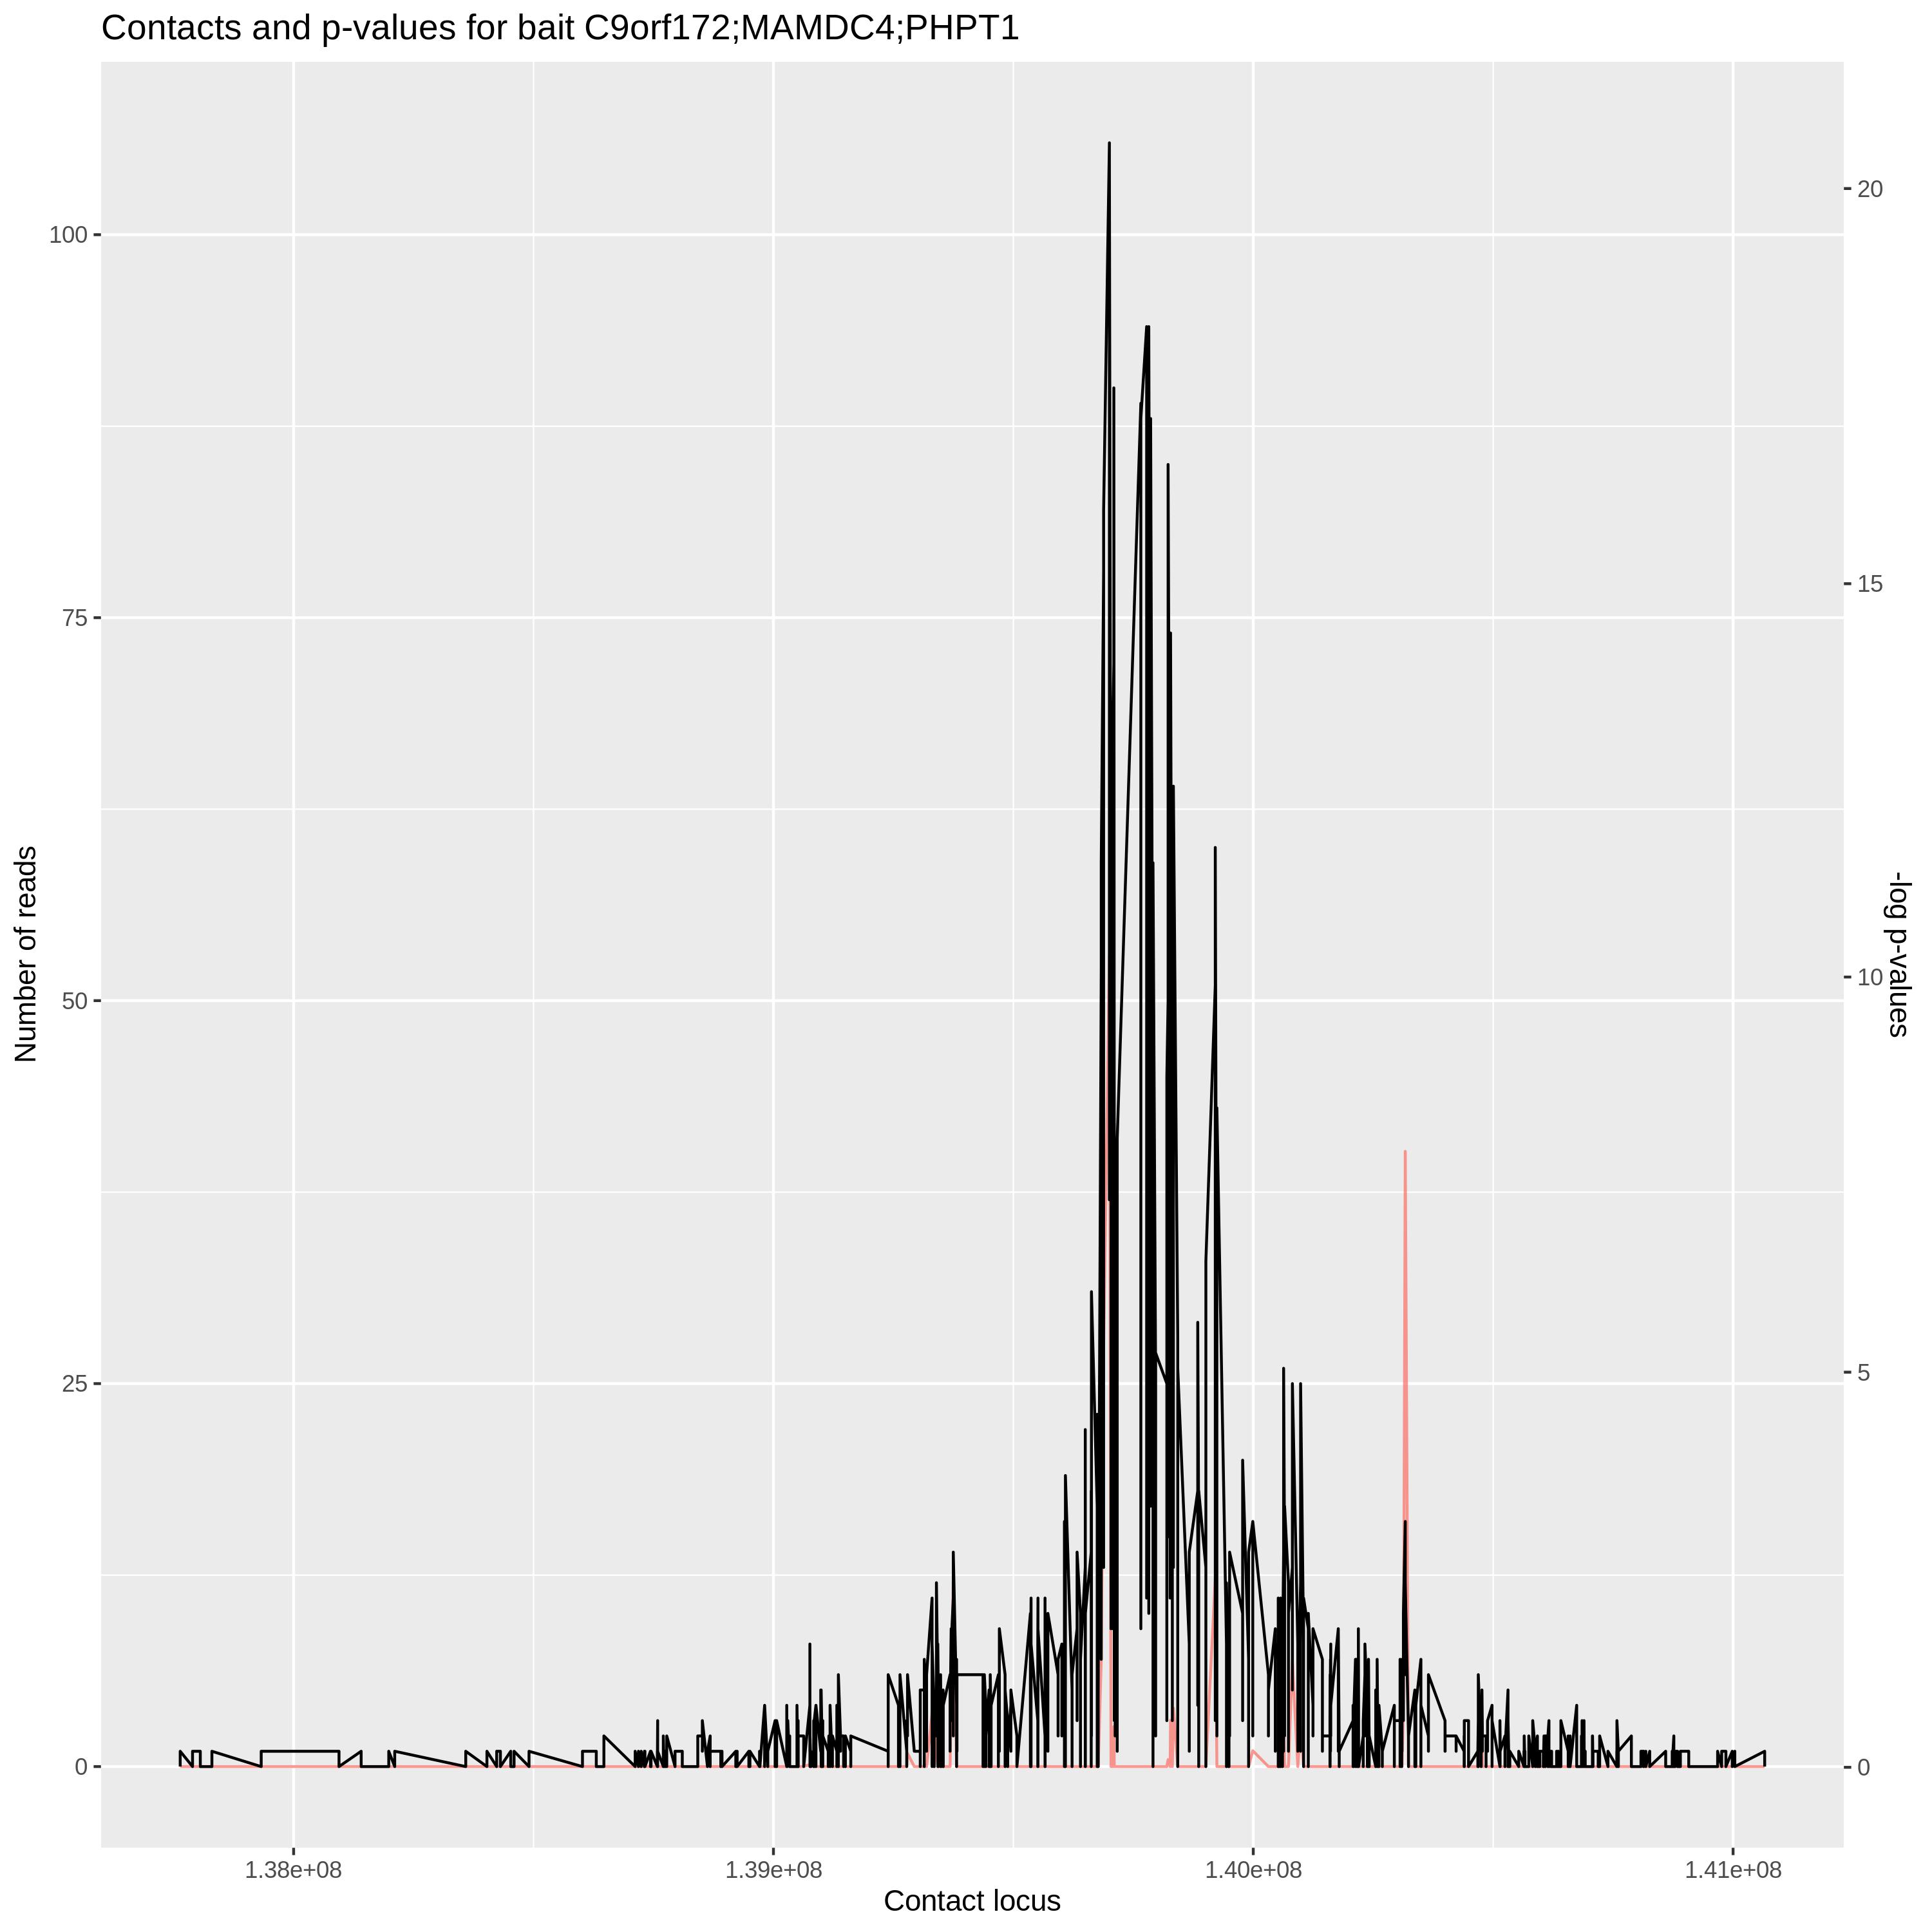 Contacts and p-values for bait C9orf172;MAMDC4;PHPT1
100
75
50
25
0
Number of reads
20
15
10
5
0
-log p-values
1.38e+08
1.39e+08
1.40e+08
1.41e+08
Contact locus